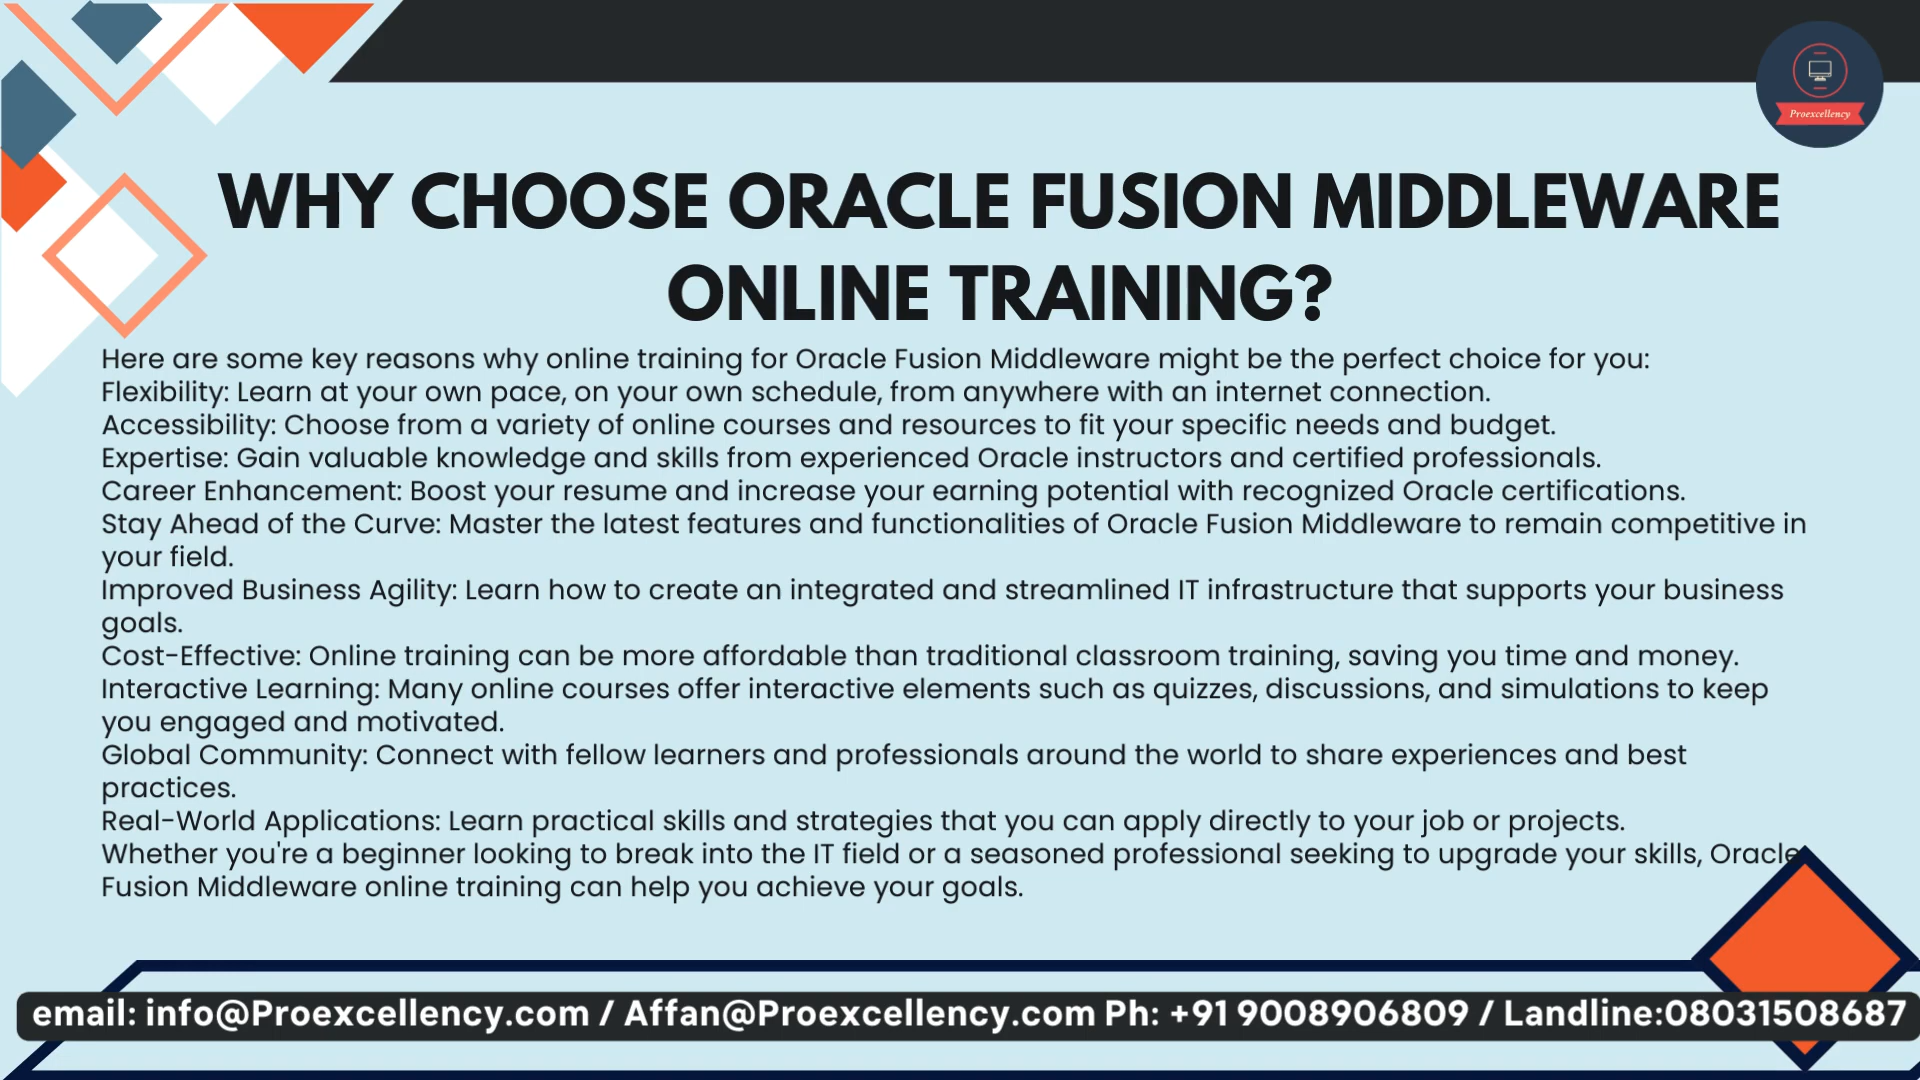 Proexcellency
WHY CHOOSE ORACLE FUSION MIDDLEWARE
ONLINE TRAINING?
Here are some key reasons why online training for Oracle Fusion Middleware might be the perfect choice for you:
Flexibility: Learn at your own pace, on your own schedule, from anywhere with an internet connection.
Accessibility: Choose from a variety of online courses and resources to fit your specific needs and budget.
Expertise: Gain valuable knowledge and skills from experienced Oracle instructors and certified professionals.
Career Enhancement: Boost your resume and increase your earning potential with recognized Oracle certifications.
Stay Ahead of the Curve: Master the latest features and functionalities of Oracle Fusion Middleware to remain competitive in
your field.
Improved Business Agility: Learn how to create an integrated and streamlined IT infrastructure that supports your business
goals.
Cost-Effective: Online training can be more affordable than traditional classroom training, saving you time and money.
Interactive Learning: Many online courses offer interactive elements such as quizzes, discussions, and simulations to keep
you engaged and motivated.
Global Community: Connect with fellow learners and professionals around the world to share experiences and best
practices.
Real-World Applications: Learn practical skills and strategies that you can apply directly to your job or projects.
Whether you're a beginner looking to break into the IT field or a seasoned professional seeking to upgrade your skills, Oracle
Fusion Middleware online training can help you achieve your goals.
email: info@Proexcellency.com / Affan@Proexcellency.com Ph: +91 9008906809 / Landline:08031508687